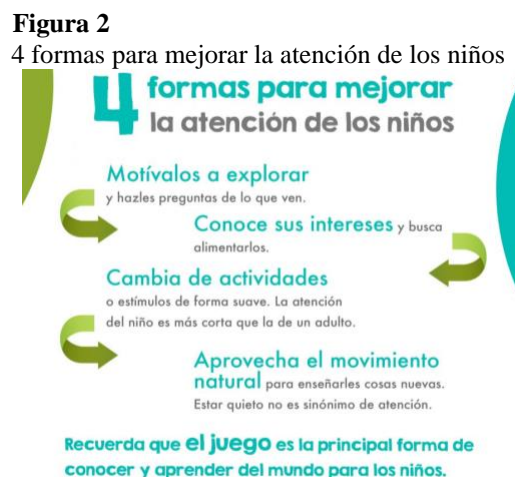 Figura 2
4 formas para mejorar la atención de los niños
4 formas para mejorar
la atención de los niños
Motívalos a explorar
y hazles preguntas de lo que ven.
Conoce sus intereses y busca
alimentarlos.
Cambia de actividades
o estímulos de forma suave. La atención
del niño es más corta que la de un adulto.
Aprovecha el movimiento
natural para enseñarles cosas nuevas.
Estar quieto no es sinónimo de atención.
Recuerda que el juego es la principal forma de
conocer y aprender del mundo para los niños.